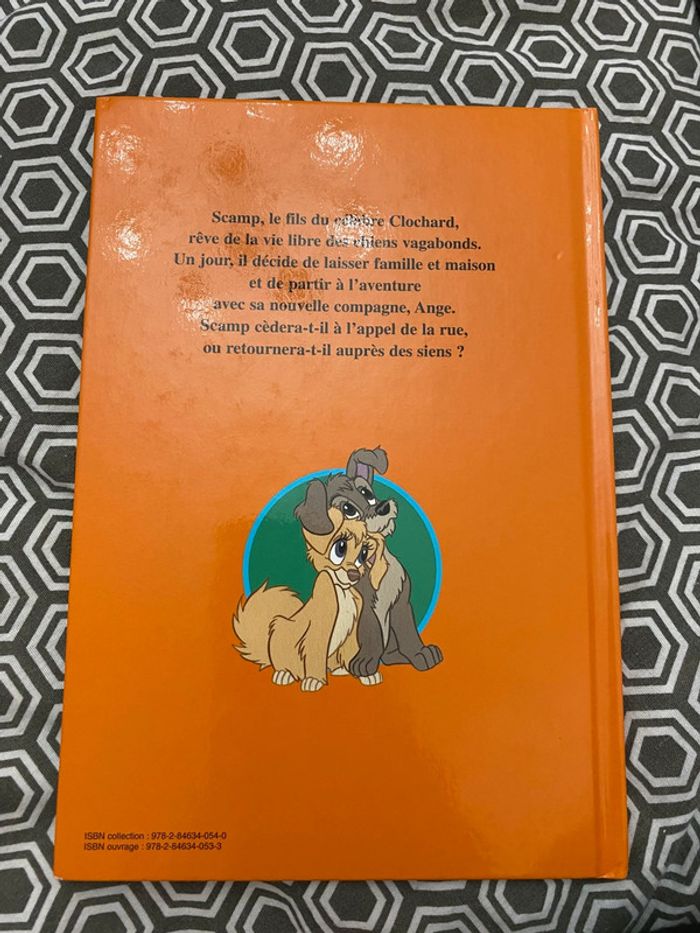 Scamp, le fils du célèbre Clochard,
rêve de la vie libre des chiens vagabonds.
Un jour, il décide de laisser famille et maison
et de partir à l'aventure
avec sa nouvelle compagne, Ange.
Scamp cèdera-t-il à l'appel de la rue,
ou retournera-t-il auprès des siens ?
ISBN collection : 978-2-84634-054-0
ISBN ouvrage : 978-2-84634-053-3